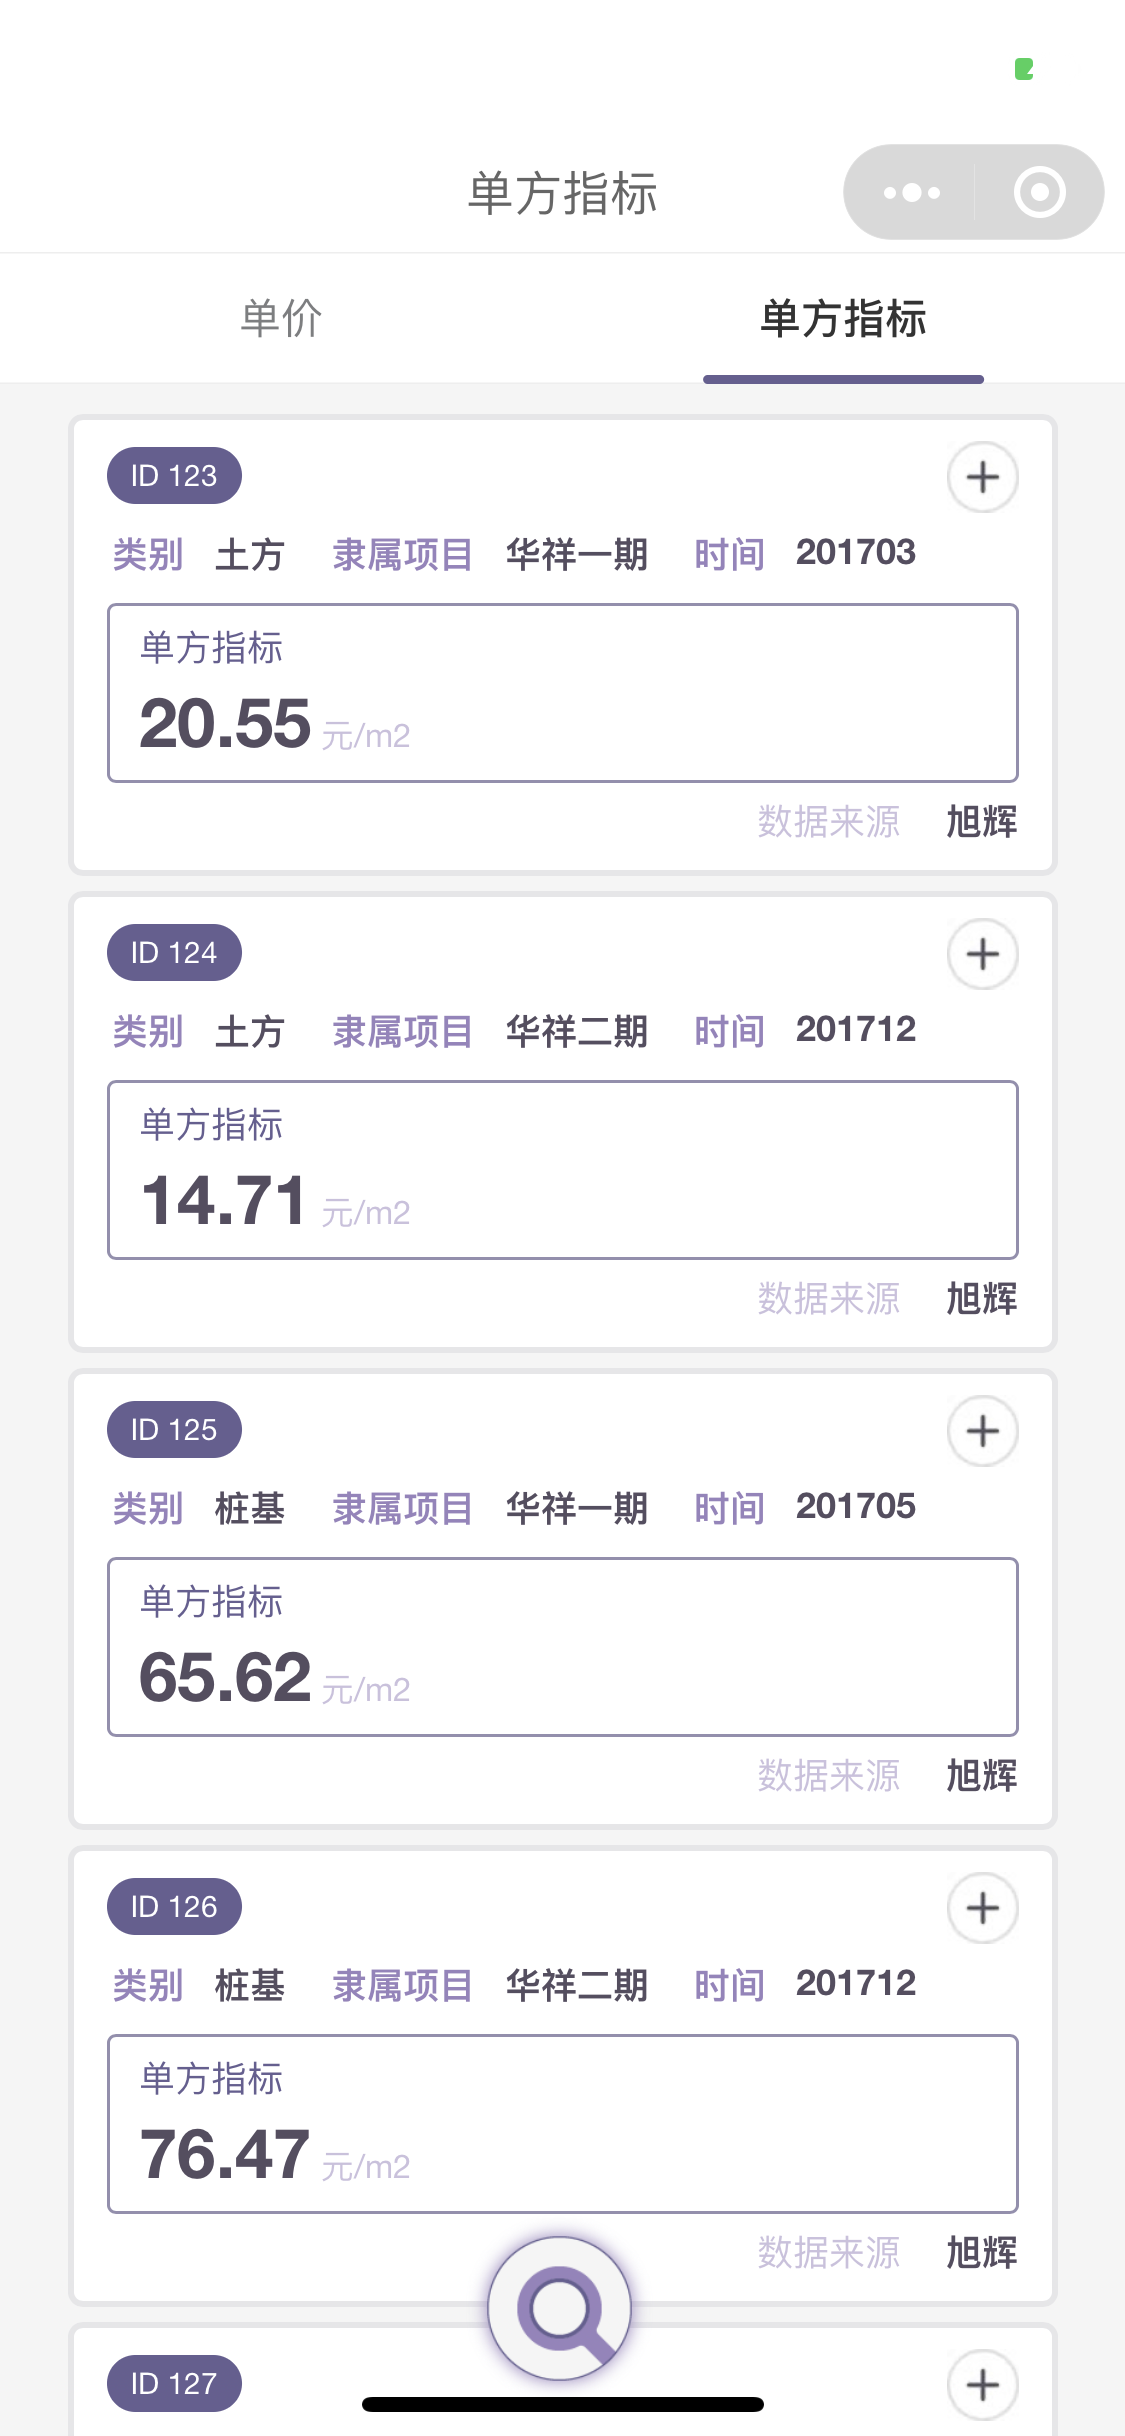 单方指标
单价 单方指标
ID 123
类别 土方 隶属项目 华祥一期 时间 201703
单方指标
20.55 元/m2
数据来源 旭辉
ID 124
类别 土方 隶属项目 华祥二期 时间 201712
单方指标
14.71 元/m2
数据来源 旭辉
ID 125
类别 桩基 隶属项目 华祥一期 时间 201705
单方指标
65.62 元/m2
数据来源 旭辉
ID 126
类别 桩基 隶属项目 华祥二期 时间 201712
单方指标
76.47 元/m2
数据来源 旭辉
ID 127